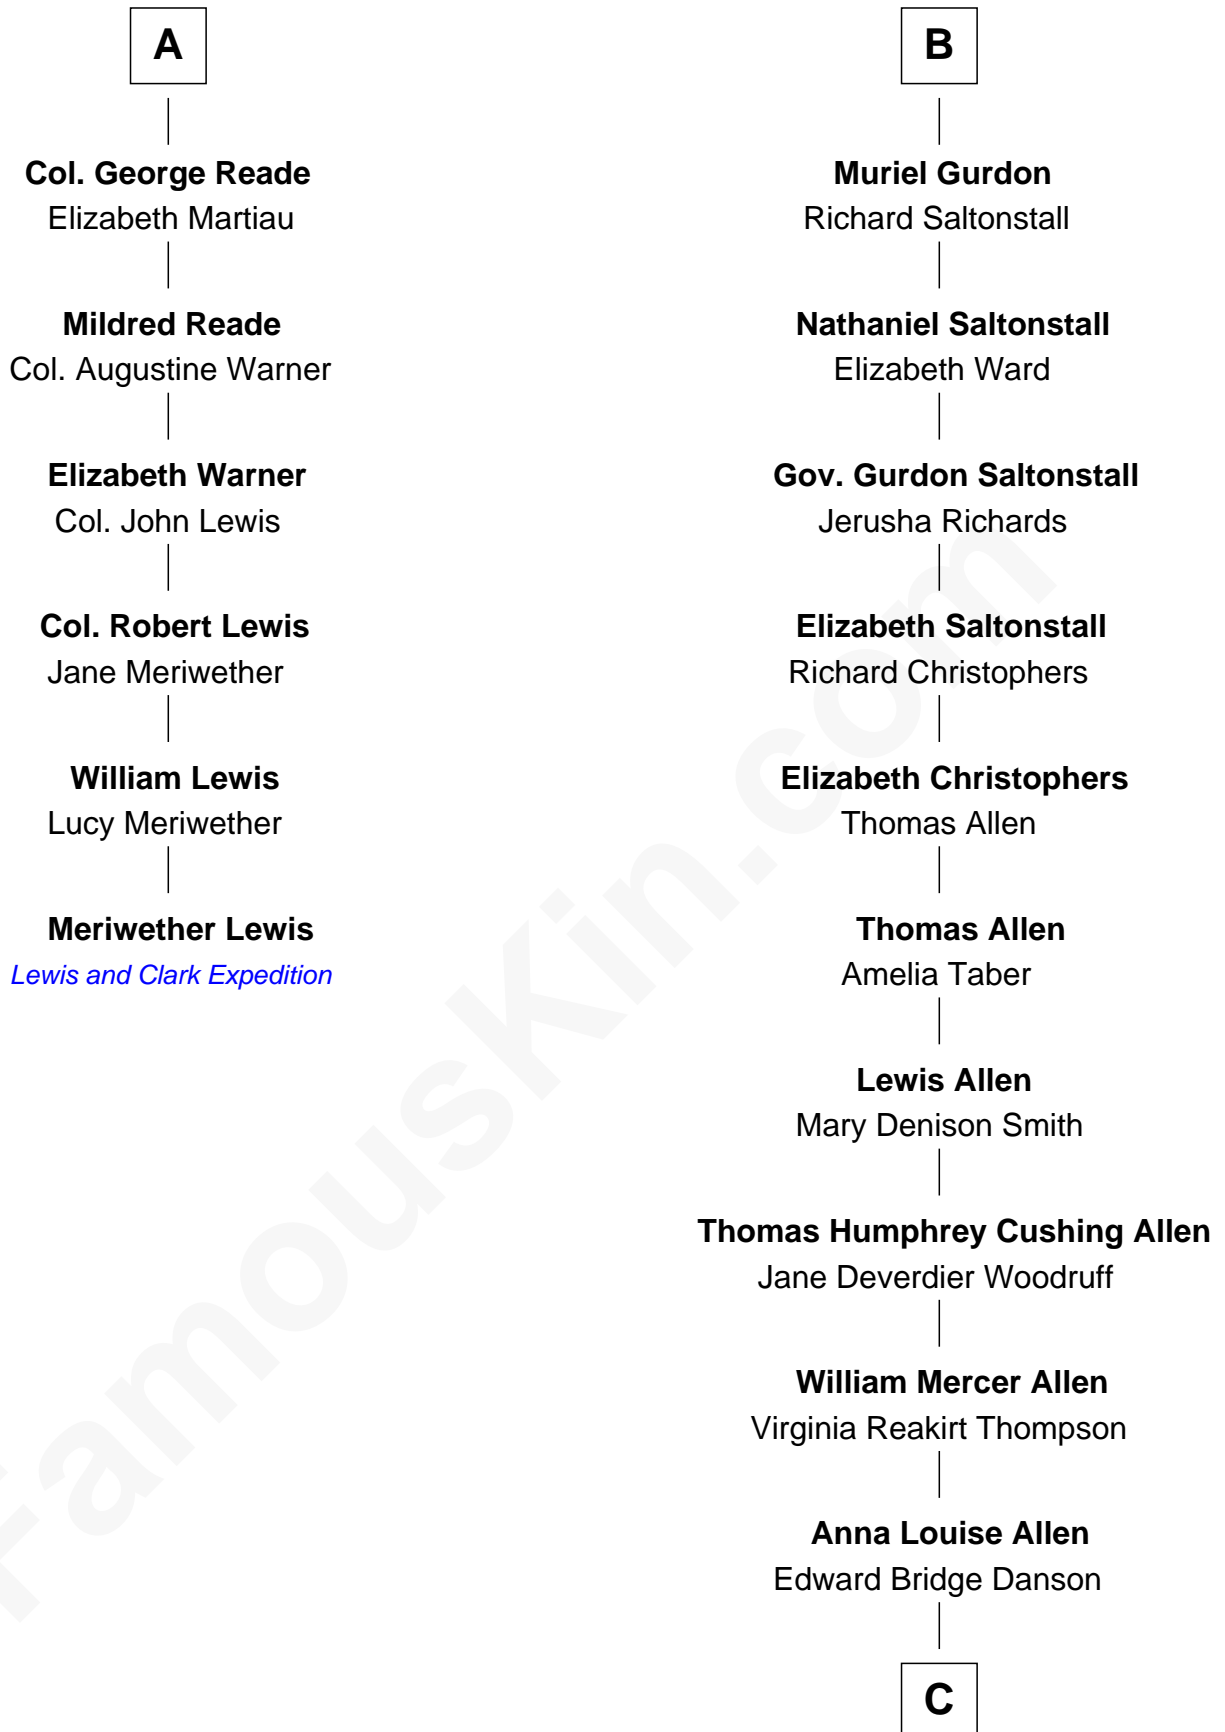 A
Col. George Reade
Elizabeth Martiau
Mildred Reade
Col. Augustine Warner
Elizabeth Warner
Col. John Lewis
Col. Robert Lewis
Jane Meriwether
William Lewis
Lucy Meriwether
Meriwether Lewis
Lewis and Clark Expedition
B
Muriel Gurdon
Richard Saltonstall
Nathaniel Saltonstall
Elizabeth Ward
Gov. Gurdon Saltonstall
Jerusha Richards
Elizabeth Saltonstall
Richard Christophers
Elizabeth Christophers
Thomas Allen
Thomas Allen
Amelia Taber
Lewis Allen
Mary Denison Smith
Thomas Humphrey Cushing Allen
Jane Deverdier Woodruff
William Mercer Allen
Virginia Reakirt Thompson
Anna Louise Allen
Edward Bridge Danson
C
FamousKin.com